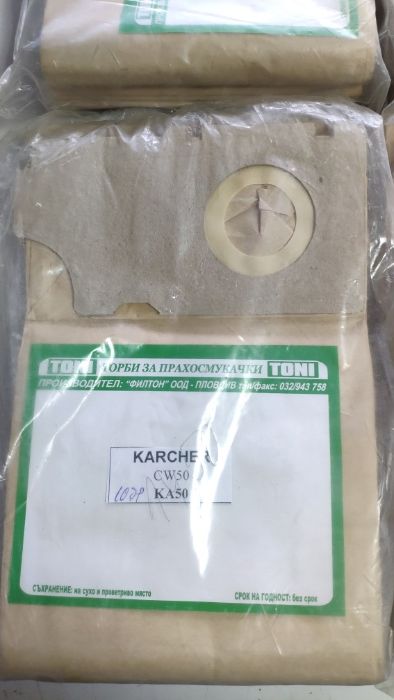 TONI ТОРБИ ЗА ПРАХОСМУКАЧКИ TONI
ПРОИЗВОДИТЕЛ: "ФИЛТОН" ООД - ПЛОВДИВ тел/факс: 032/943 758
KARCHER
CW50
KA50
СЪХРАНЕНИЕ: на сухо и проветриво място
СРОК НА ГОДНОСТ: без срок